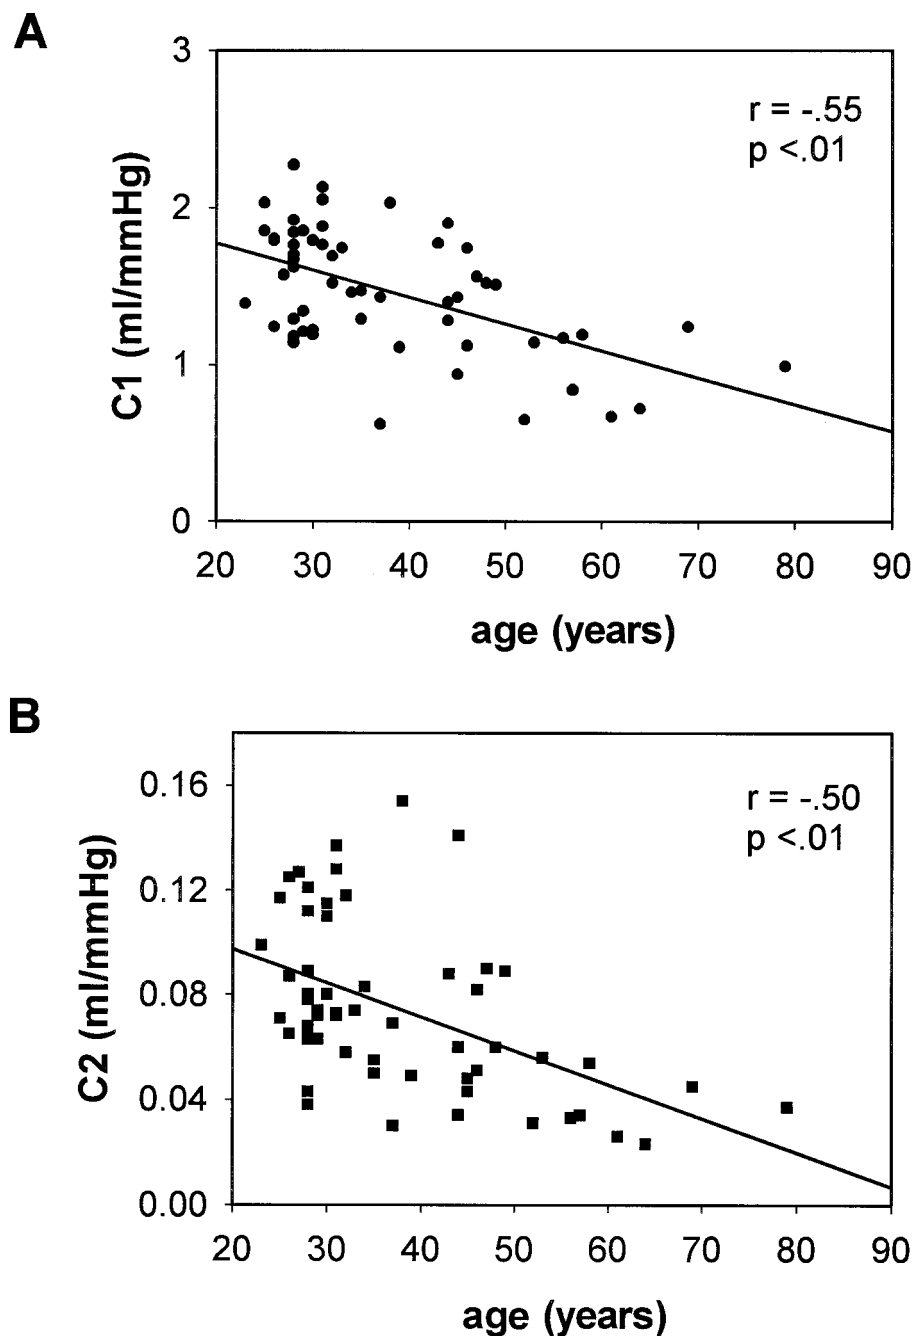 A
3
2
1
0
C1 (ml/mmHg)
r = -.55
p <.01
20 30 40 50 60 70 80 90
age (years)
B
0.16
0.12
0.08
0.04
0.00
C2 (ml/mmHg)
r = -.50
p <.01
20 30 40 50 60 70 80 90
age (years)